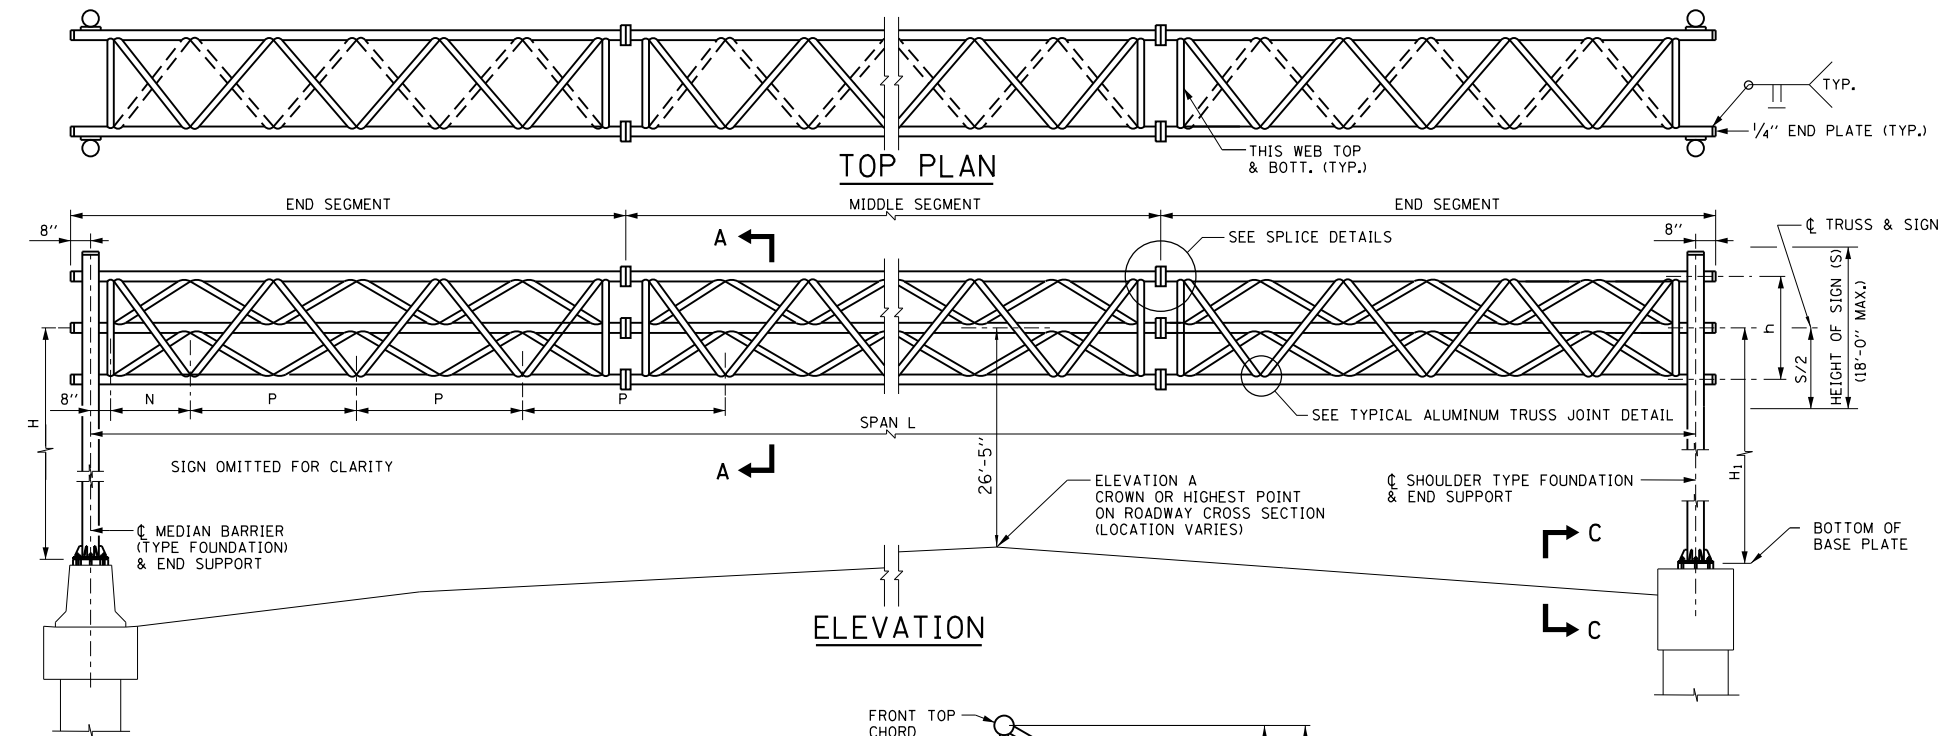 TYP.
1/4" END PLATE (TYP.)
THIS WEB TOP
& BOTT. (TYP.)
TOP PLAN
END SEGMENT
MIDDLE SEGMENT
END SEGMENT
8"
A
SEE SPLICE DETAILS
8"
℄ TRUSS & SIGN
HEIGHT OF SIGN (S)
(18'-0" MAX.)
h
S/2
8"
N
P
P
P
H
SEE TYPICAL ALUMINUM TRUSS JOINT DETAIL
SPAN L
SIGN OMITTED FOR CLARITY
A
26'-5"
ELEVATION A
CROWN OR HIGHEST POINT
ON ROADWAY CROSS SECTION
(LOCATION VARIES)
℄ SHOULDER TYPE FOUNDATION
& END SUPPORT
H1
℄ MEDIAN BARRIER
(TYPE FOUNDATION)
& END SUPPORT
C
BOTTOM OF
BASE PLATE
ELEVATION
C
FRONT TOP
CHORD